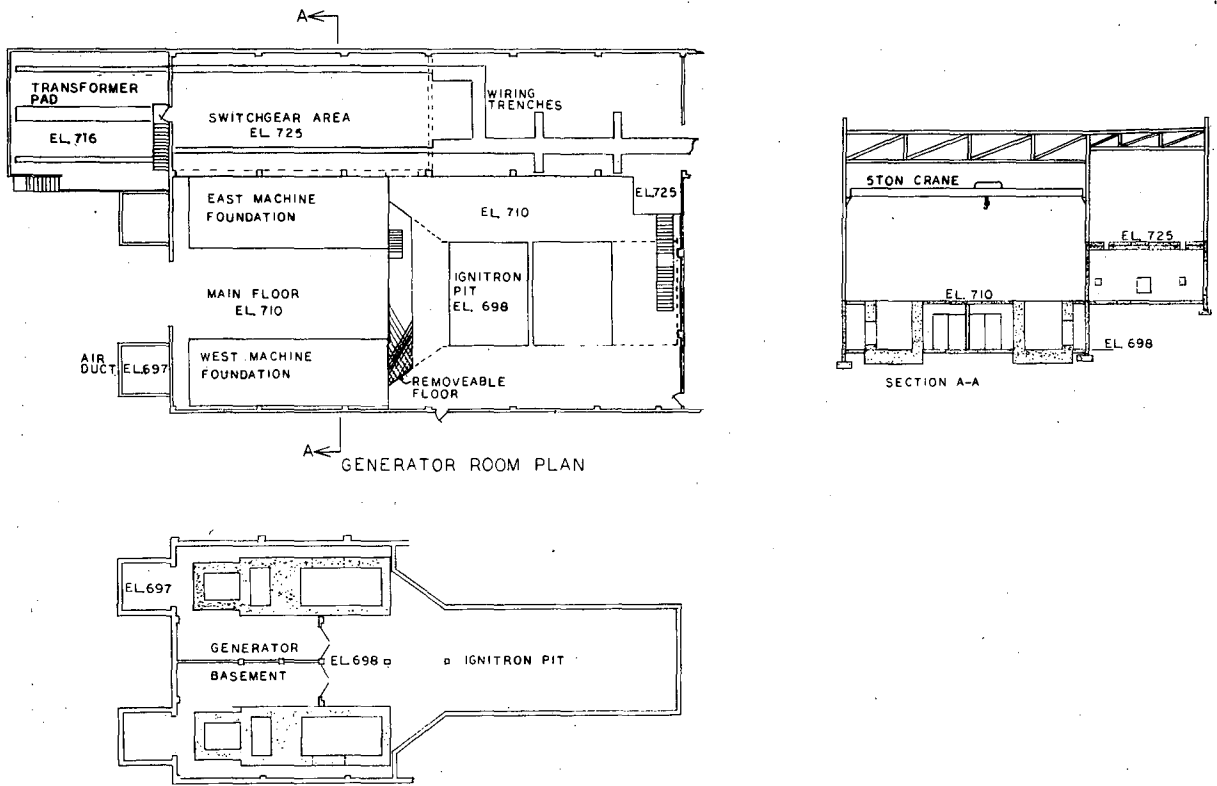 A
TRANSFORMER
PAD
EL. 716
SWITCHGEAR AREA
EL. 725
WIRING
TRENCHES
EAST MACHINE
FOUNDATION
EL. 710
EL. 725
MAIN FLOOR
EL. 710
IGNITRON
PIT
EL. 698
AIR
DUCT
EL. 697
WEST MACHINE
FOUNDATION
REMOVEABLE
FLOOR
A
GENERATOR ROOM PLAN
5TON CRANE
EL. 725
EL. 710
EL. 698
SECTION A-A
EL. 697
GENERATOR
BASEMENT
EL. 698
IGNITRON PIT